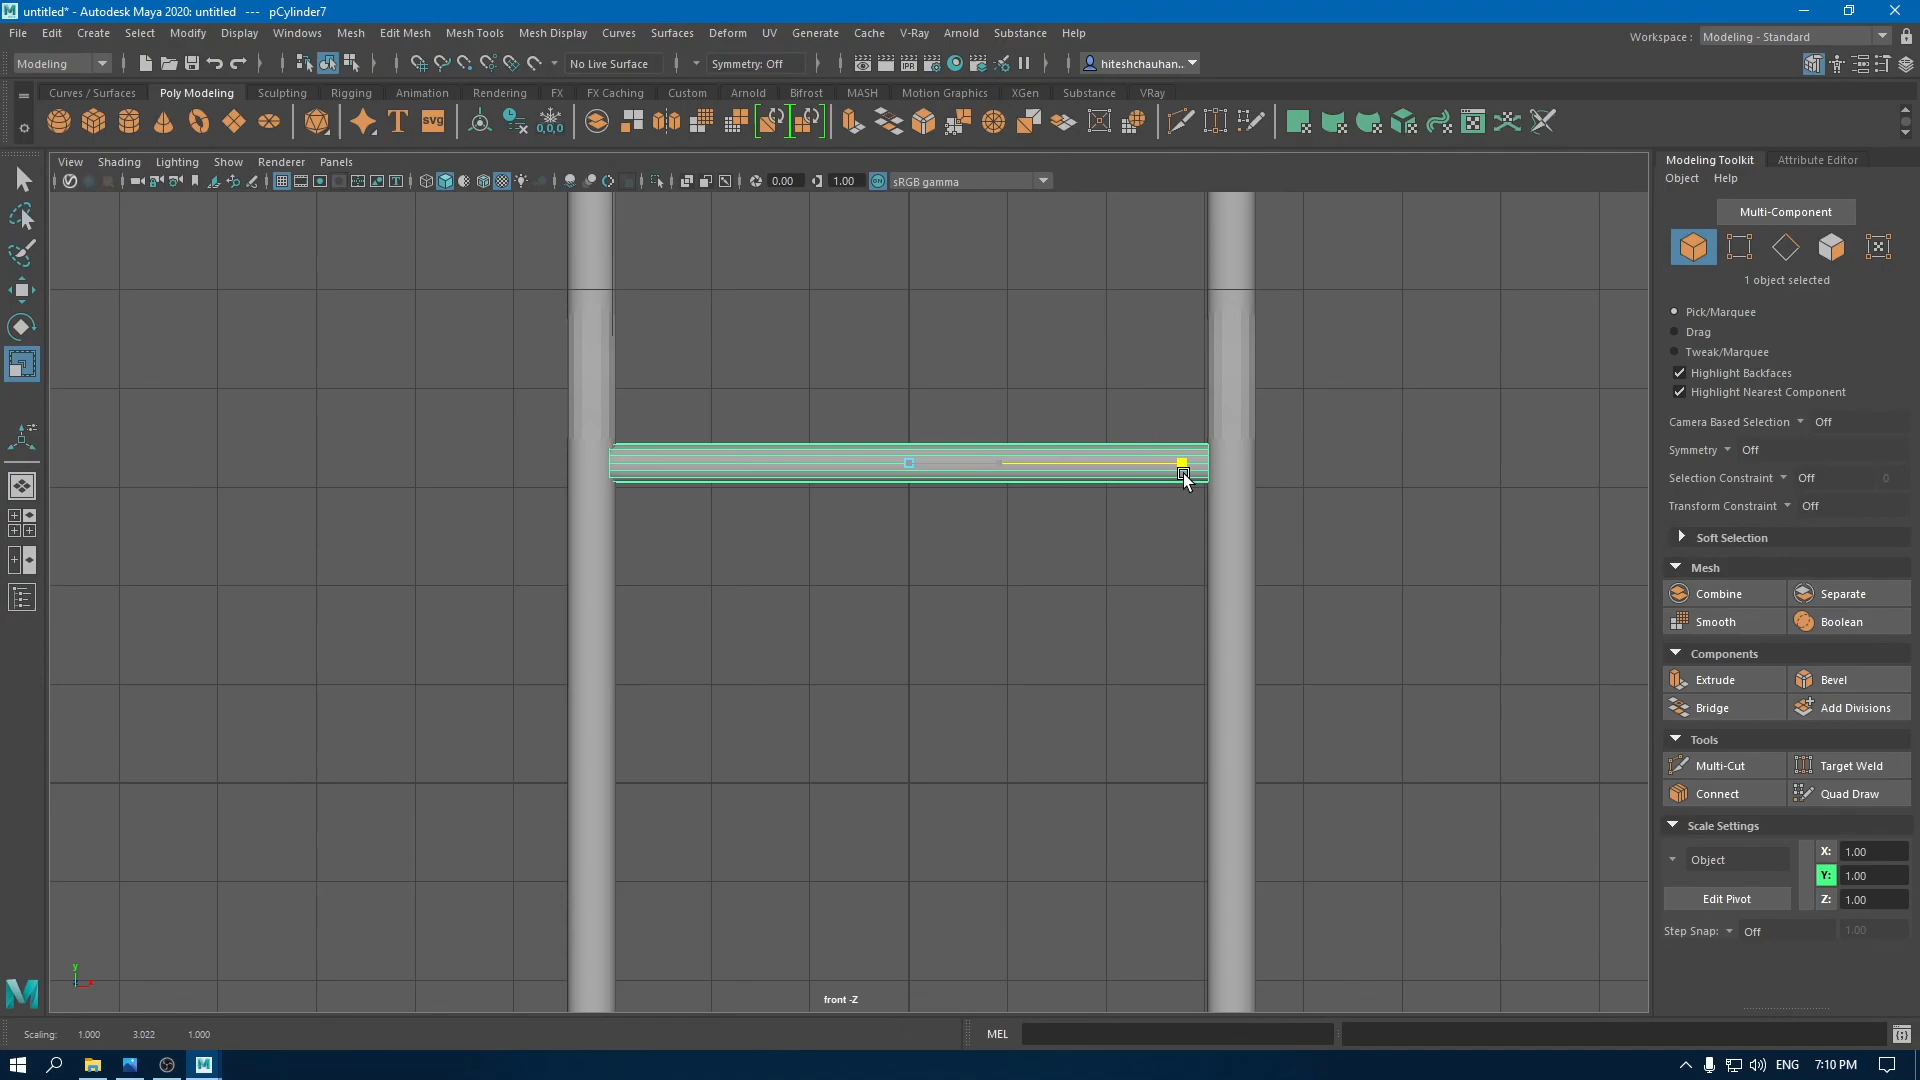 untitled* - Autodesk Maya 2020: untitled   ---   pCylinder7
File Edit Create Select Modify Display Windows Mesh Edit Mesh Mesh Tools Mesh Display Curves Surfaces Deform UV Generate Cache V-Ray Arnold Substance Help
Workspace : Modeling - Standard
Modeling No Live Surface Symmetry: Off hiteshchauhan..
Curves / Surfaces Poly Modeling Sculpting Rigging Animation Rendering FX FX Caching Custom Arnold Bifrost MASH Motion Graphics XGen Substance VRay
T svg 0,0,0
View Shading Lighting Show Renderer Panels
0.00 1.00 sRGB gamma
Modeling Toolkit Attribute Editor
Object Help
Multi-Component
1 object selected
Pick/Marquee
Drag
Tweak/Marquee
Highlight Backfaces
Highlight Nearest Component
Camera Based Selection Off
Symmetry Off
Selection Constraint Off 0
Transform Constraint Off
Soft Selection
Mesh
Combine Separate
Smooth Boolean
Components
Extrude Bevel
Bridge Add Divisions
Tools
Multi-Cut Target Weld
Connect Quad Draw
Scale Settings
Object X: 1.00
Y: 1.00
Edit Pivot Z: 1.00
Step Snap: Off 1.00
y
front -Z
Scaling: 1.000 3.022 1.000 MEL
ENG 7:10 PM